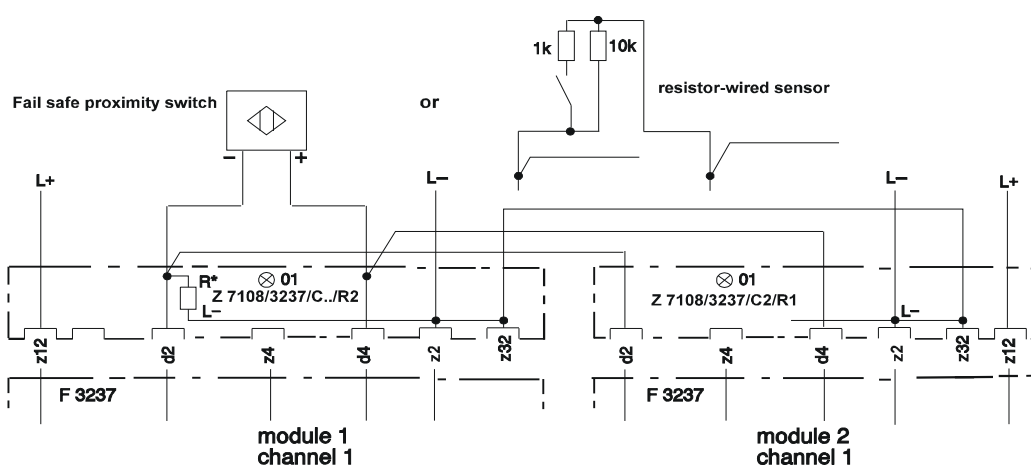 1k
10k
resistor-wired sensor
Fail safe proximity switch
or
–
+
L+
L–
L–
L+
R*
01
Z 7108/3237/C../R2
L–
01
Z 7108/3237/C2/R1
L–
z12
d2
z4
d4
z2
z32
d2
z4
d4
z2
z32
z12
F 3237
F 3237
module 1
channel 1
module 2
channel 1